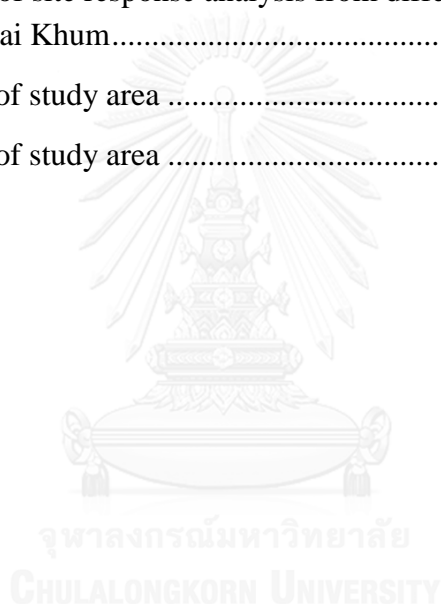 of site response analysis from diffe
ai Khum.......................................
of study area ..................................
of study area ..................................
จุฬาลงกรณ์มหาวิทยาลัย
CHULALONGKORN UNIVERSITY